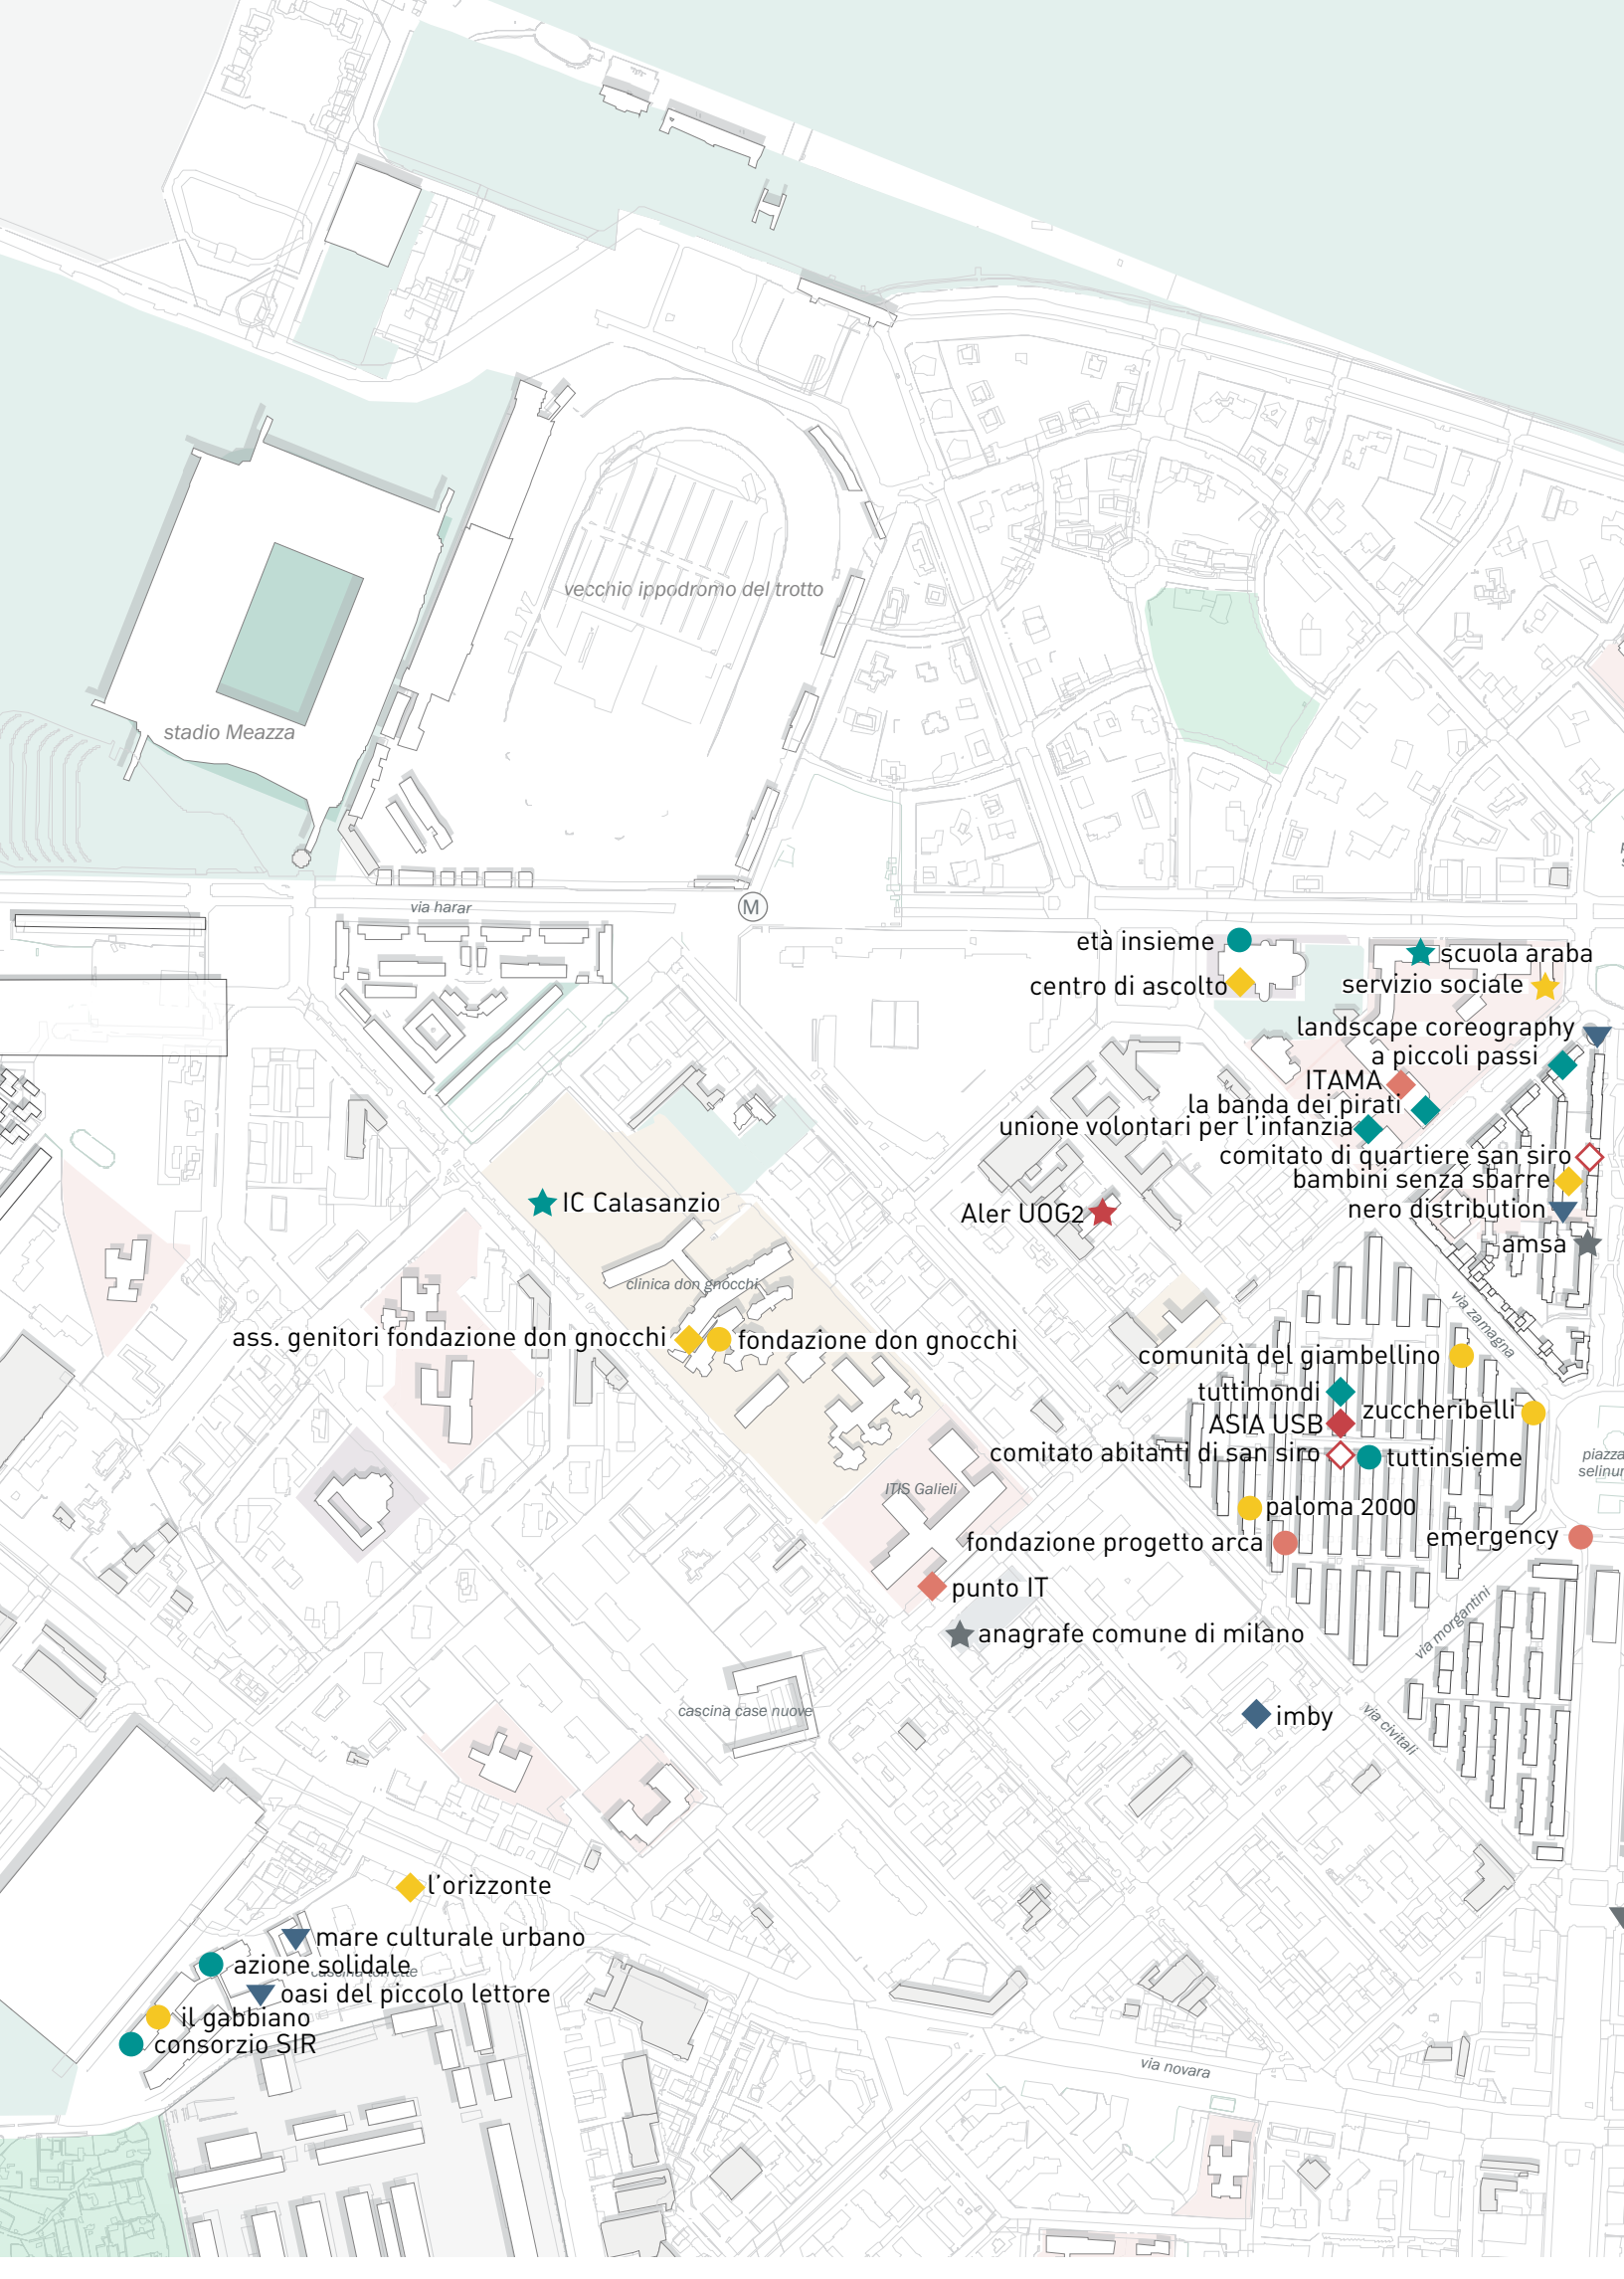 vecchio ippodromo del trotto
stadio Meazza
via harar
M
età insieme
scuola araba
centro di ascolto
servizio sociale
landscape coreography
a piccoli passi
ITAMA
la banda dei pirati
unione volontari per l'infanzia
comitato di quartiere san siro
bambini senza sbarre
IC Calasanzio
nero distribution
Aler UOG2
amsa
clinica don gnocchi
via zamagna
ass. genitori fondazione don gnocchi
fondazione don gnocchi
comunità del giambellino
tuttimondi
zuccheribelli
ASIA USB
comitato abitanti di san siro
tuttinsieme
piazza
selinun
ITIS Galieli
paloma 2000
emergency
fondazione progetto arca
punto IT
via morgantini
anagrafe comune di milano
cascina case nuove
imby
via civitali
l'orizzonte
mare culturale urbano
azione solidale
cascina torrette
oasi del piccolo lettore
il gabbiano
consorzio SIR
via novara